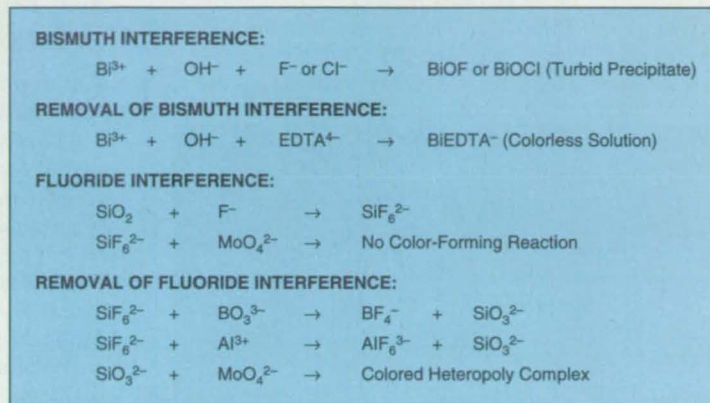 BISMUTH INTERFERENCE:
Bi³⁺ + OH⁻ + F⁻ or Cl⁻ → BiOF or BiOCl (Turbid Precipitate)
REMOVAL OF BISMUTH INTERFERENCE:
Bi³⁺ + OH⁻ + EDTA⁴⁻ → BiEDTA⁻ (Colorless Solution)
FLUORIDE INTERFERENCE:
SiO₂ + F⁻ → SiF₆²⁻
SiF₆²⁻ + MoO₄²⁻ → No Color-Forming Reaction
REMOVAL OF FLUORIDE INTERFERENCE:
SiF₆²⁻ + BO₃³⁻ → BF₄⁻ + SiO₃²⁻
SiF₆²⁻ + Al³⁺ → AlF₆³⁻ + SiO₃²⁻
SiO₃²⁻ + MoO₄²⁻ → Colored Heteropoly Complex